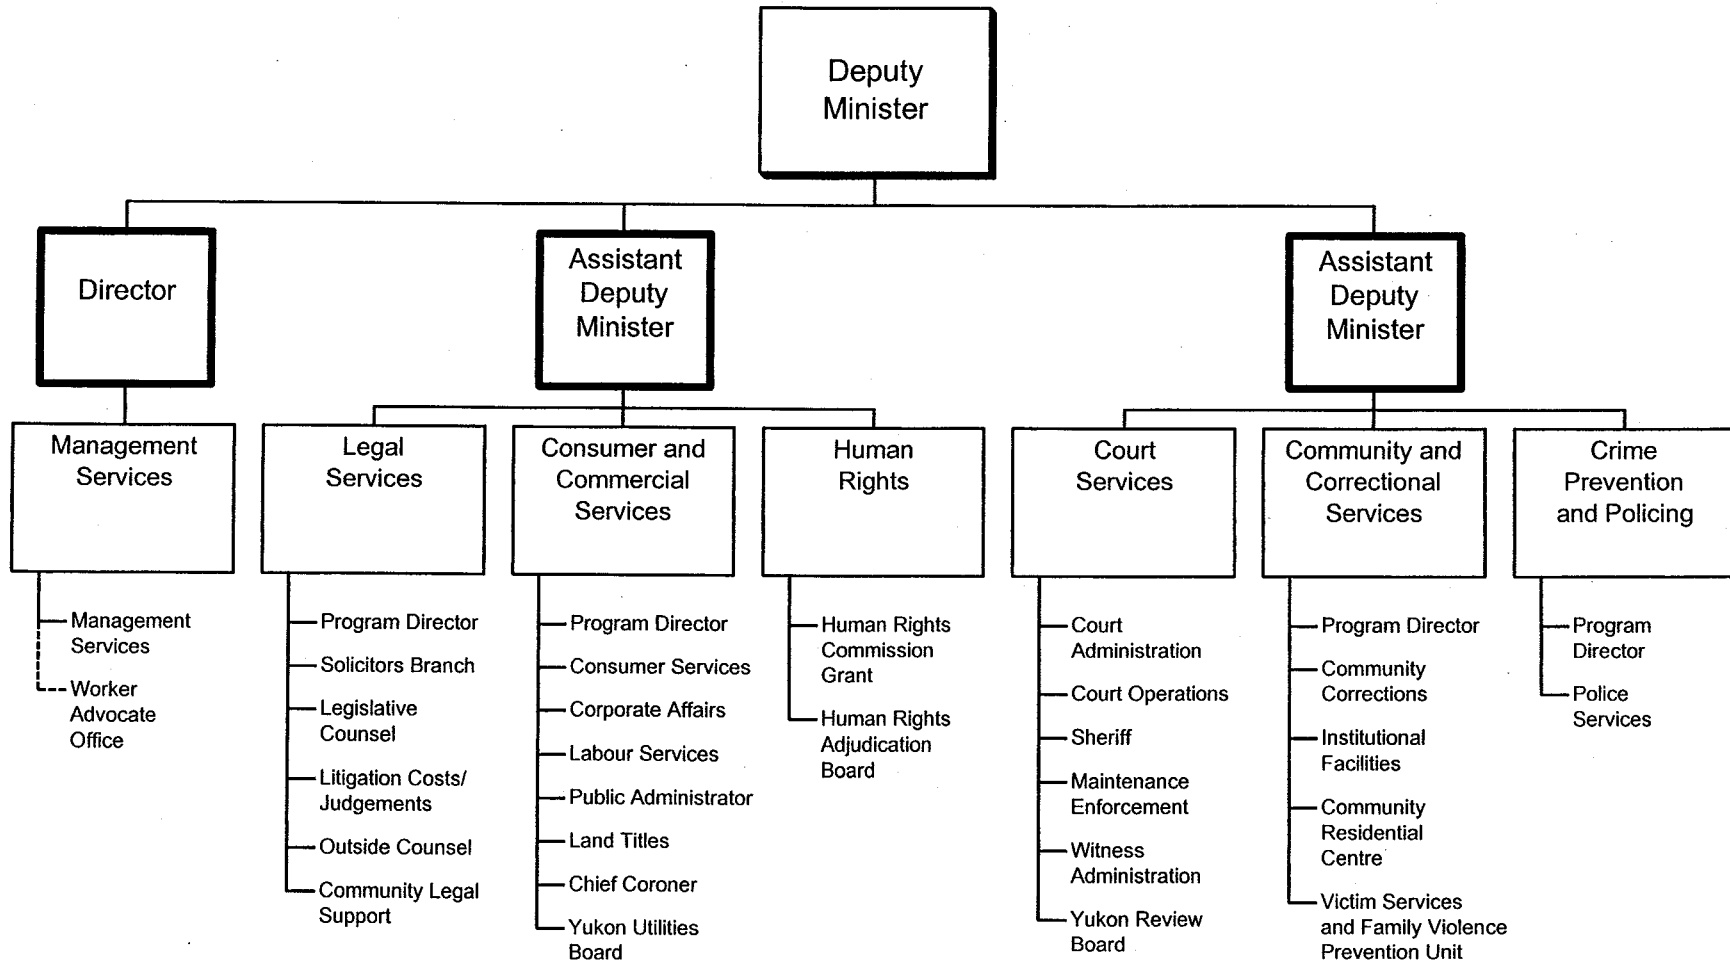 Deputy
Minister
Director
Assistant
Deputy
Minister
Assistant
Deputy
Minister
Management
Services
Legal
Services
Consumer and
Commercial
Services
Human
Rights
Court
Services
Community and
Correctional
Services
Crime
Prevention
and Policing
Management
Services
Worker
Advocate
Office
Program Director
Solicitors Branch
Legislative
Counsel
Litigation Costs/
Judgements
Outside Counsel
Community Legal
Support
Program Director
Consumer Services
Corporate Affairs
Labour Services
Public Administrator
Land Titles
Chief Coroner
Yukon Utilities
Board
Human Rights
Commission
Grant
Human Rights
Adjudication
Board
Court
Administration
Court Operations
Sheriff
Maintenance
Enforcement
Witness
Administration
Yukon Review
Board
Program Director
Community
Corrections
Institutional
Facilities
Community
Residential
Centre
Victim Services
and Family Violence
Prevention Unit
Program
Director
Police
Services